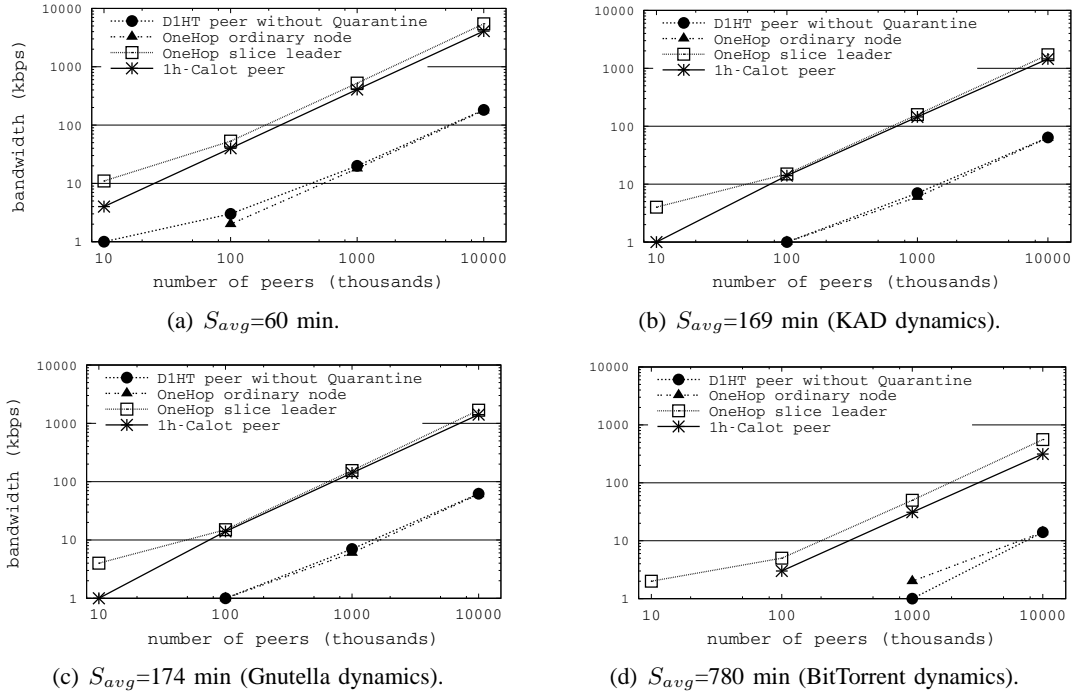 D1HT peer without Quarantine
OneHop ordinary node
OneHop slice leader
1h-Calot peer
bandwidth (kbps)
10000
1000
100
10
1
10 100 1000 10000
number of peers (thousands)
(a) S_avg=60 min.
D1HT peer without Quarantine
OneHop ordinary node
OneHop slice leader
1h-Calot peer
10000
1000
100
10
1
10 100 1000 10000
number of peers (thousands)
(b) S_avg=169 min (KAD dynamics).
D1HT peer without Quarantine
OneHop ordinary node
OneHop slice leader
1h-Calot peer
bandwidth (kbps)
10000
1000
100
10
1
10 100 1000 10000
number of peers (thousands)
(c) S_avg=174 min (Gnutella dynamics).
D1HT peer without Quarantine
OneHop ordinary node
OneHop slice leader
1h-Calot peer
10000
1000
100
10
1
10 100 1000 10000
number of peers (thousands)
(d) S_avg=780 min (BitTorrent dynamics).